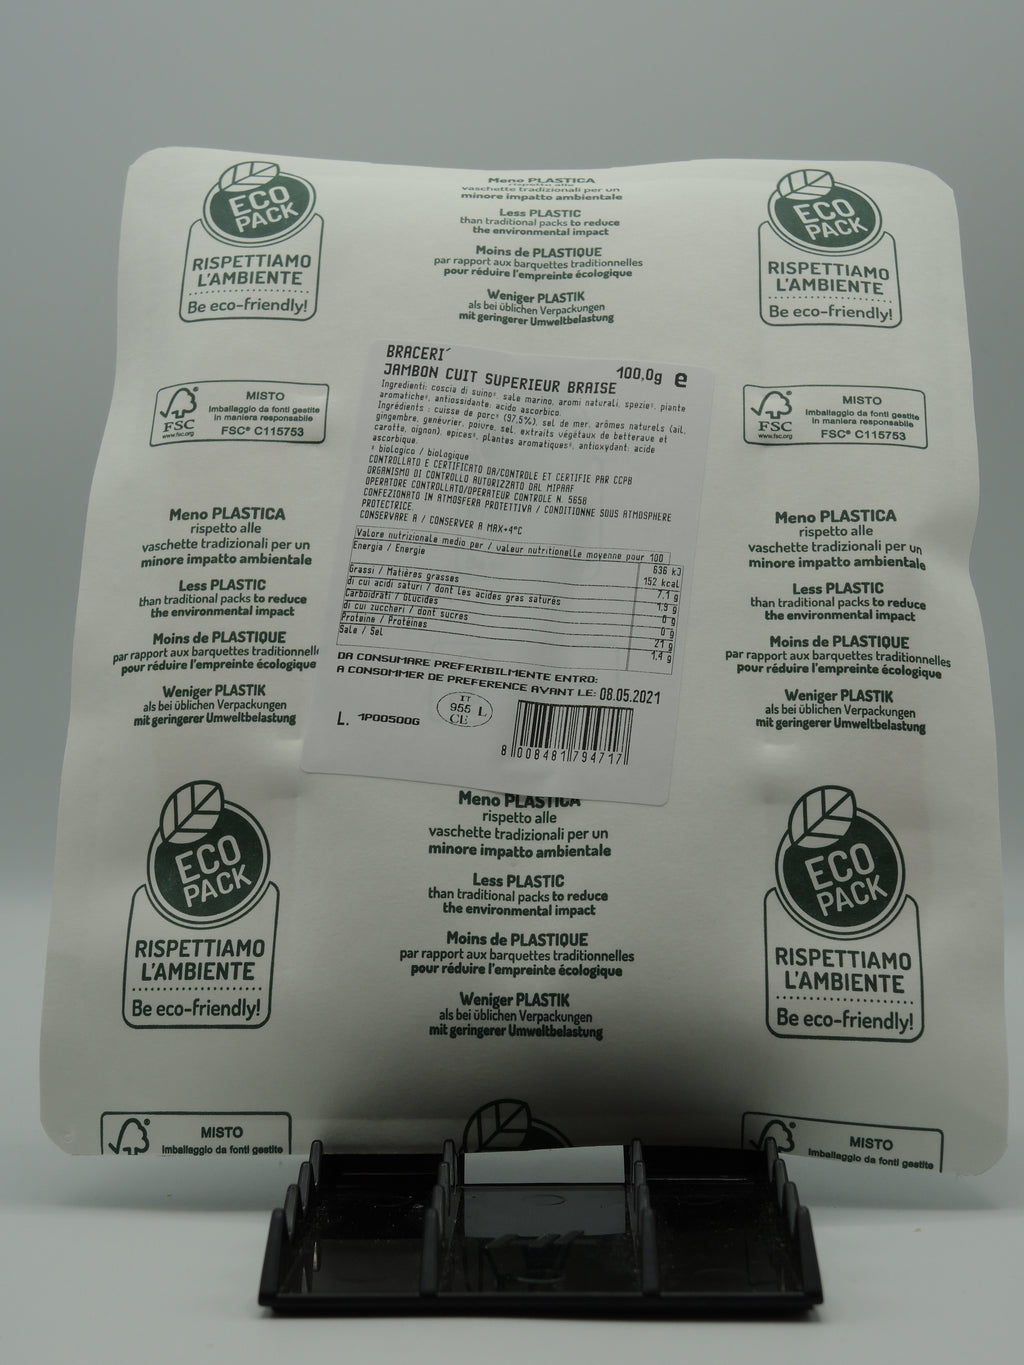 ECO
PACK
RISPETTIAMO
L'AMBIENTE
Be eco-friendly!
Meno PLASTICA
rispetto alle
vaschette tradizionali per un
minore impatto ambientale
Less PLASTIC
than traditional packs to reduce
the environmental impact
Moins de PLASTIQUE
par rapport aux barquettes traditionnelles
pour réduire l'empreinte écologique
Weniger PLASTIK
als bei üblichen Verpackungen
mit geringerer Umweltbelastung
ECO
PACK
RISPETTIAMO
L'AMBIENTE
Be eco-friendly!
FSC
www.fsc.org
MISTO
Imballaggio da fonti gestite
in maniera responsabile
FSC® C115753
BRACERI´
JAMBON CUIT SUPERIEUR BRAISE
100,0g e
Ingredienti: coscia di suino*, sale marino, aromi naturali, spezie*, piante
aromatiche*, antiossidante: acido ascorbico.
Ingrédients : cuisse de porc* (97,5%), sel de mer, arômes naturels (ail,
gingembre, genévrier, poivre, sel, extraits végétaux de betterave et
carotte, oignon), epices*, plantes aromatiques*, antioxydant: acide
ascorbique.
* biologico / biologique
CONTROLLATO E CERTIFICATO DA/CONTROLE ET CERTIFIE PAR CCPB
ORGANISMO DI CONTROLLO AUTORIZZATO DAL MIPAAF
OPERATORE CONTROLLATO/OPERATEUR CONTROLE N. 5658
CONFEZIONATO IN ATMOSFERA PROTETTIVA / CONDITIONNE SOUS ATMOSPHERE
PROTECTRICE.
CONSERVARE A / CONSERVER A MAX+4°C
Valore nutrizionale medio per / valeur nutritionelle moyenne pour 100
Energia / Energie 636 kJ
152 kcal
Grassi / Matières grasses 7.1 g
di cui acidi saturi / dont les acides gras saturés 1.9 g
Carboidrati / Glucides 0 g
di cui zuccheri / dont sucres 0 g
Proteine / Protéines 21 g
Sale / Sel 1.4 g
DA CONSUMARE PREFERIBILMENTE ENTRO:
A CONSOMMER DE PREFERENCE AVANT LE: 08.05.2021
L. 1P00500G
IT
955 L
CE
8 008481 794717
FSC
www.fsc.org
MISTO
Imballaggio da fonti gestite
in maniera responsabile
FSC® C115753
Meno PLASTICA
rispetto alle
vaschette tradizionali per un
minore impatto ambientale
Less PLASTIC
than traditional packs to reduce
the environmental impact
Moins de PLASTIQUE
par rapport aux barquettes traditionnelle
pour réduire l'empreinte écologique
Weniger PLASTIK
als bei üblichen Verpackungen
mit geringerer Umweltbelastung
Meno PLASTICA
rispetto alle
vaschette tradizionali per un
minore impatto ambientale
Less PLASTIC
than traditional packs to reduce
the environmental impact
Moins de PLASTIQUE
par rapport aux barquettes traditionnelles
pour réduire l'empreinte écologique
Weniger PLASTIK
als bei üblichen Verpackungen
mit geringerer Umweltbelastung
ECO
PACK
RISPETTIAMO
L'AMBIENTE
Be eco-friendly!
Meno PLASTICA
rispetto alle
vaschette tradizionali per un
minore impatto ambientale
Less PLASTIC
than traditional packs to reduce
the environmental impact
Moins de PLASTIQUE
par rapport aux barquettes traditionnelles
pour réduire l'empreinte écologique
Weniger PLASTIK
als bei üblichen Verpackungen
mit geringerer Umweltbelastung
ECO
PACK
RISPETTIAMO
L'AMBIENTE
Be eco-friendly!
MISTO
Imballaggio da fonti gestite
MISTO
Imballaggio da fonti gestite